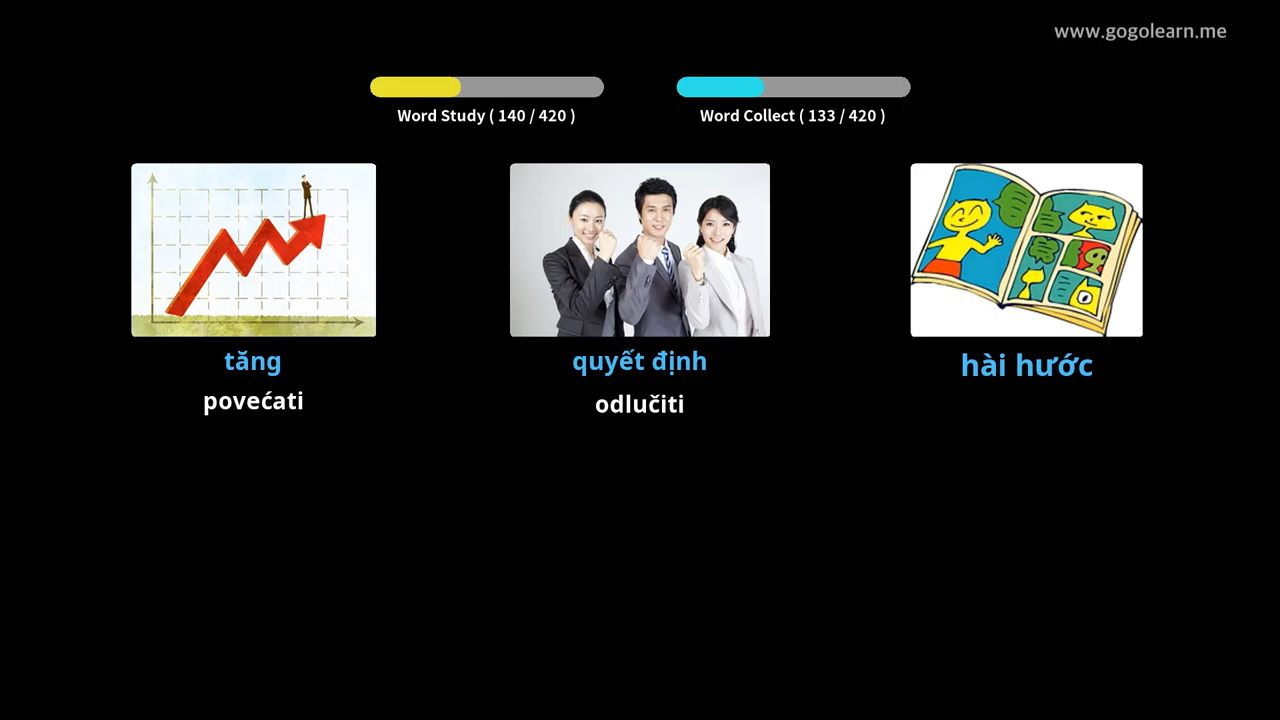 www.gogolearn.me
Word Study ( 140 / 420 )
Word Collect ( 133 / 420 )
tăng
povećati
quyết định
odlučiti
hài hước